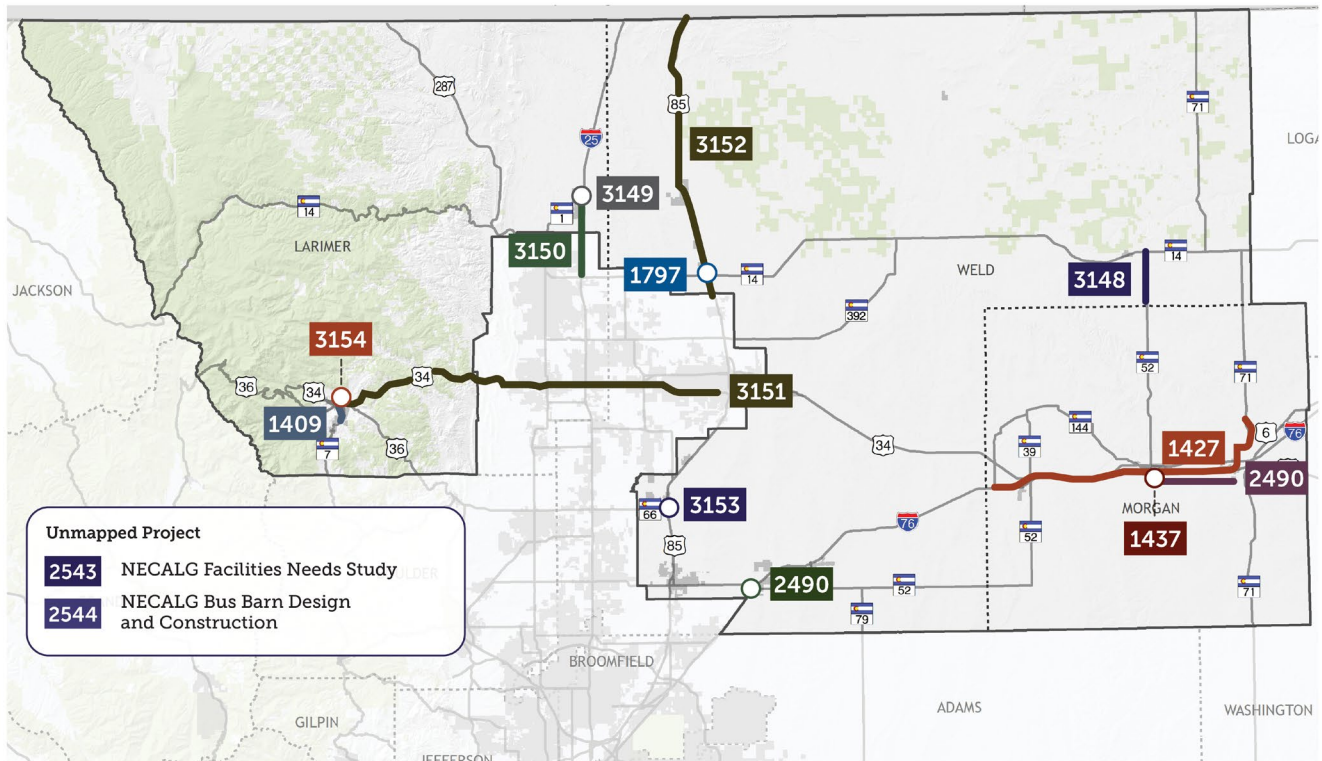 287
85
71
25
LOGA
3152
3149
14
1
LARIMER
3150
1797
14
WELD
14
3148
JACKSON
392
3154
36
34
34
3151
52
71
1409
7
36
34
144
39
1427
6
76
2490
66
3153
MORGAN
76
52
1437
85
2490
52
79
71
Unmapped Project
2543 NECALG Facilities Needs Study
2544 NECALG Bus Barn Design
and Construction
ULDER
BROOMFIELD
ADAMS
WASHINGTON
GILPIN
JEFFERSON